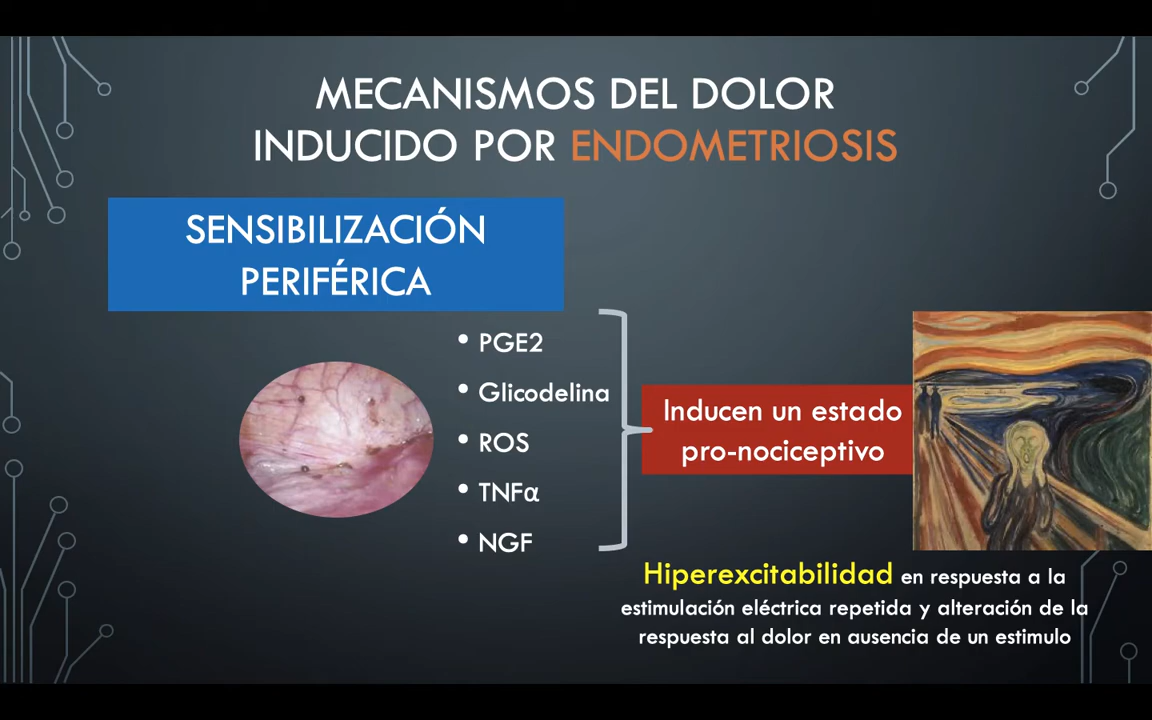 MECANISMOS DEL DOLOR
INDUCIDO POR ENDOMETRIOSIS
SENSIBILIZACIÓN
PERIFÉRICA
• PGE2
• Glicodelina
• ROS
• TNFα
• NGF
Inducen un estado
pro-nociceptivo
Hiperexcitabilidad en respuesta a la
estimulación eléctrica repetida y alteración de la
respuesta al dolor en ausencia de un estimulo